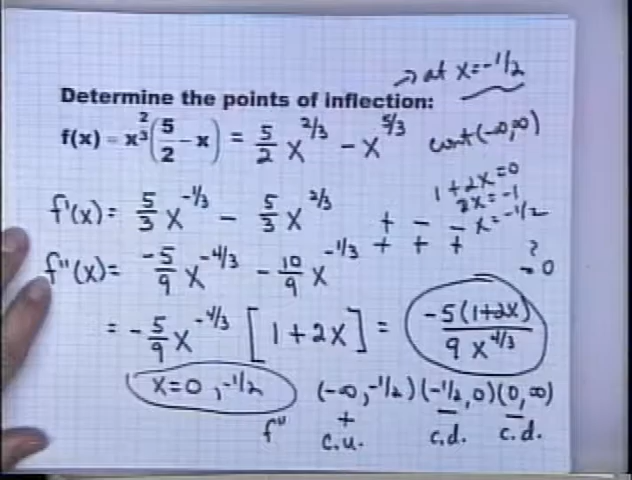 → at x = -1/2
Determine the points of inflection:
f(x) = x^(2/3) (5/2 - x) = 5/2 x^(2/3) - x^(5/3)  cont (-∞, ∞)
1 + 2x = 0
2x = -1
x = -1/2
f'(x) = 5/3 x^(-1/3) - 5/3 x^(2/3)
+ - -
+ + +
f"(x) = -5/9 x^(-4/3) - 10/9 x^(-1/3)
? = 0
= -5/9 x^(-4/3) [1 + 2x] = -5(1+2x) / 9 x^(4/3)
x = 0, -1/2  (-∞, -1/2) (-1/2, 0) (0, ∞)
f" + - -
c.u. c.d. c.d.